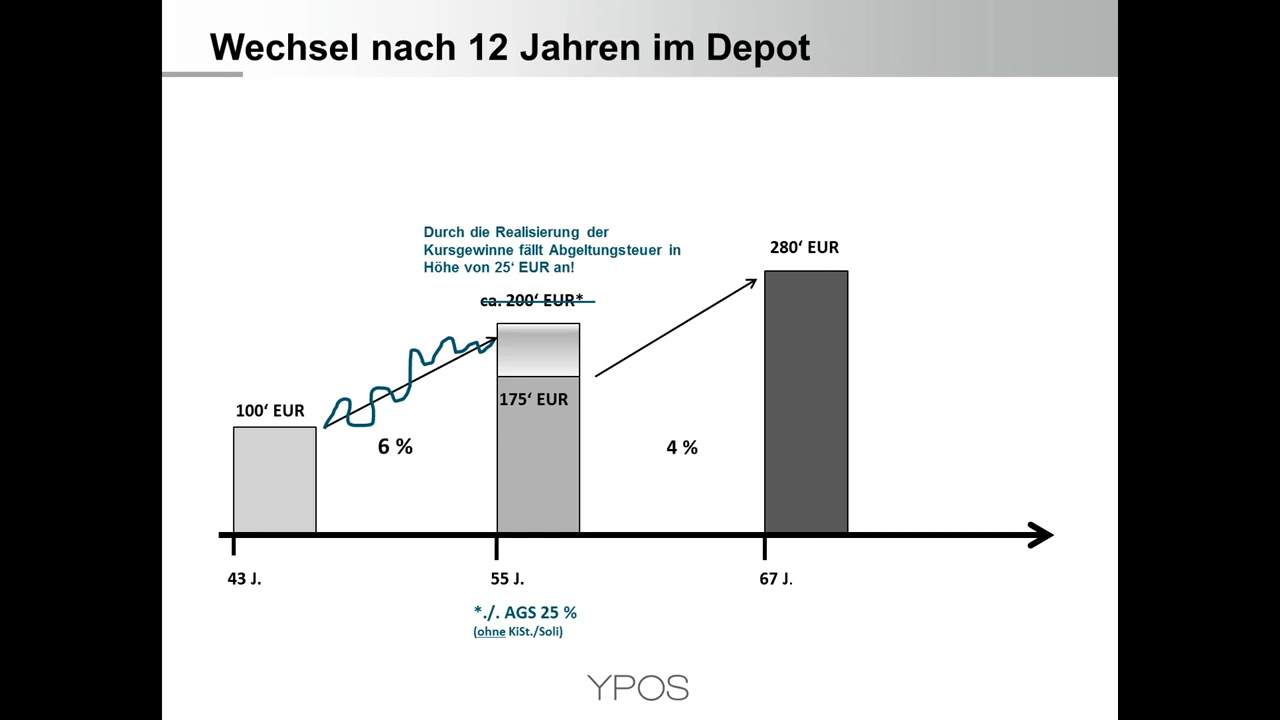 Wechsel nach 12 Jahren im Depot
Durch die Realisierung der
Kursgewinne fällt Abgeltungsteuer in
Höhe von 25‘ EUR an!
ca. 200‘ EUR*
280‘ EUR
100‘ EUR
175‘ EUR
6 %
4 %
43 J.
55 J.
67 J.
*./. AGS 25 %
(ohne KiSt./Soli)
YPOS